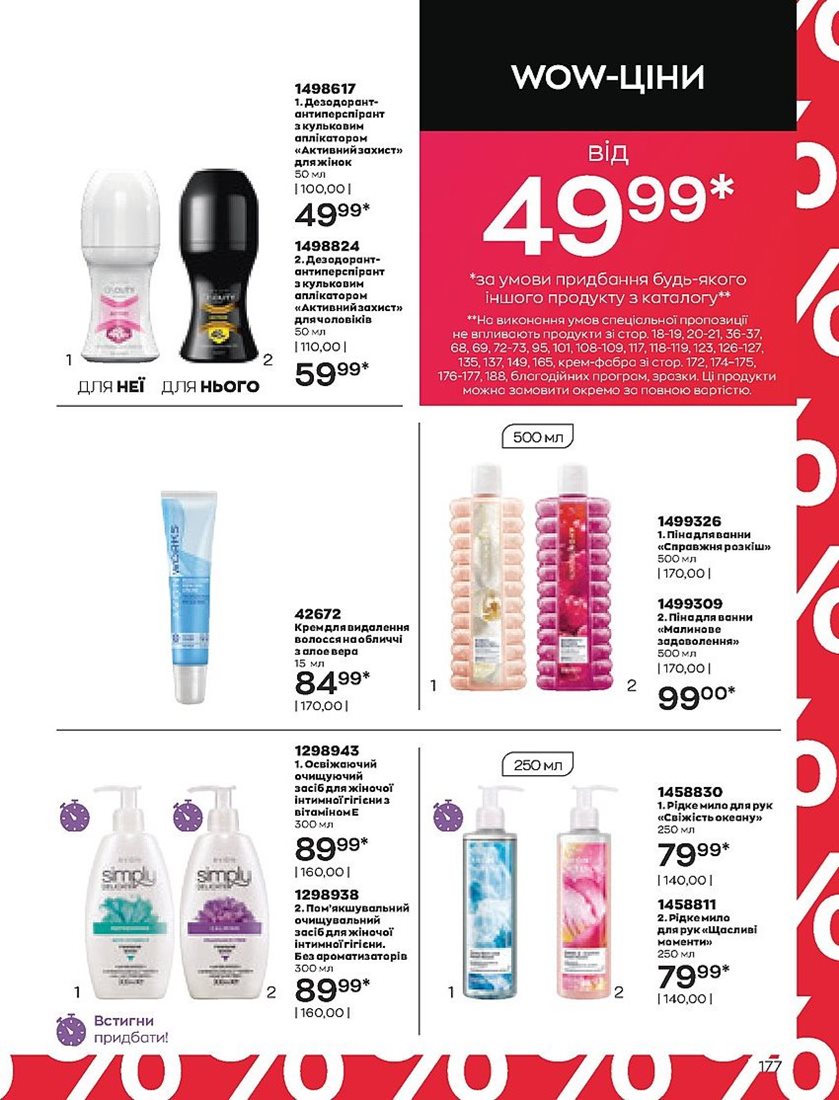 WOW-ЦІНИ
від
49⁹⁹*
*за умови придбання будь-якого
іншого продукту з каталогу**
**На виконання умов спеціальної пропозиції
не впливають продукти зі стор. 18-19, 20-21, 36-37,
68, 69, 72-73, 95, 101, 108-109, 117, 118-119, 123, 126-127,
135, 137, 149, 165, крем-фабра зі стор. 172, 174-175,
176-177, 188, благодійних програм, зразки. Ці продукти
можна замовити окремо за повною вартістю.
1498617
1. Дезодорант-
антиперспірант
з кульковим
аплікатором
«Активний захист»
для жінок
50 мл
|100,00|
49⁹⁹*
1498824
2. Дезодорант-
антиперспірант
з кульковим
аплікатором
«Активний захист»
для чоловіків
50 мл
|110,00|
59⁹⁹*
1
2
ДЛЯ НЕЇ
ДЛЯ НЬОГО
AVON
WORKS
42672
Крем для видалення
волосся на обличчі
з алое вера
15 мл
84⁹⁹*
|170,00|
500 мл
1499326
1. Піна для ванни
«Справжня розкіш»
500 мл
|170,00|
1499309
2. Піна для ванни
«Малинове
задоволення»
500 мл
|170,00|
99⁰⁰*
1
2
1298943
1. Освіжаючий
очищуючий
засіб для жіночої
інтимної гігієни з
вітаміном Е
300 мл
89⁹⁹*
|160,00|
1298938
2. Пом'якшувальний
очищувальний
засіб для жіночої
інтимної гігієни.
Без ароматизаторів
300 мл
89⁹⁹*
|160,00|
simply
DELICATE
simply
DELICATE
1
2
Встигни
придбати!
250 мл
1458830
1. Рідке мило для рук
«Свіжість океану»
250 мл
79⁹⁹*
|140,00|
1458811
2. Рідке мило
для рук «Щасливі
моменти»
250 мл
79⁹⁹*
|140,00|
1
2
177